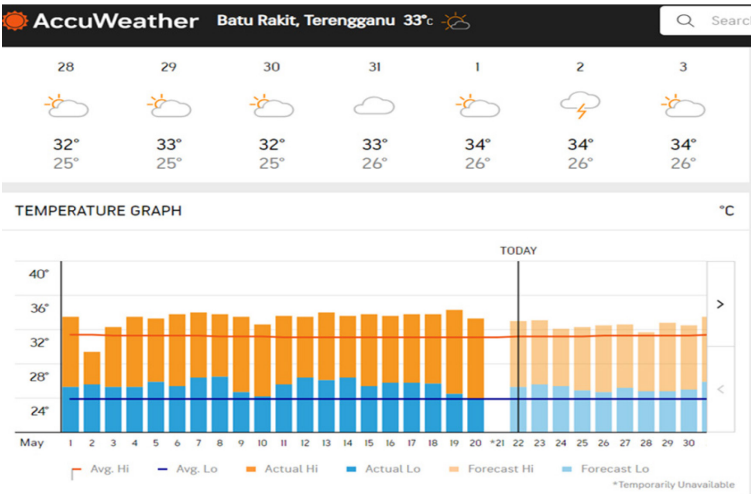 AccuWeather Batu Rakit, Terengganu 33°C Search
28 29 30 31 1 2 3
32° 33° 32° 33° 34° 34° 34°
25° 25° 25° 26° 26° 26° 26°
TEMPERATURE GRAPH °C
TODAY
40°
36°
32°
28°
24°
May 1 2 3 4 5 6 7 8 9 10 11 12 13 14 15 16 17 18 19 20 *21 22 23 24 25 26 27 28 29 30
Avg. Hi Avg. Lo Actual Hi Actual Lo Forecast Hi Forecast Lo
*Temporarily Unavailable